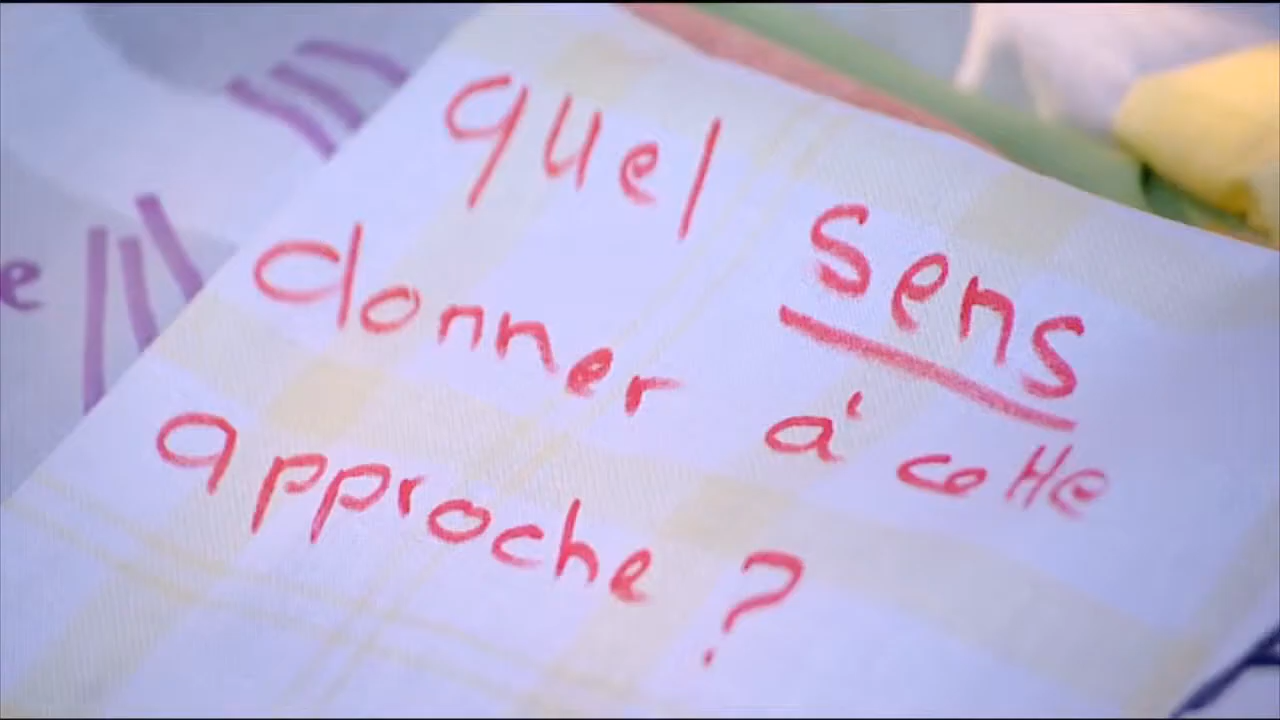 quel sens
donner à cette
approche ?
e